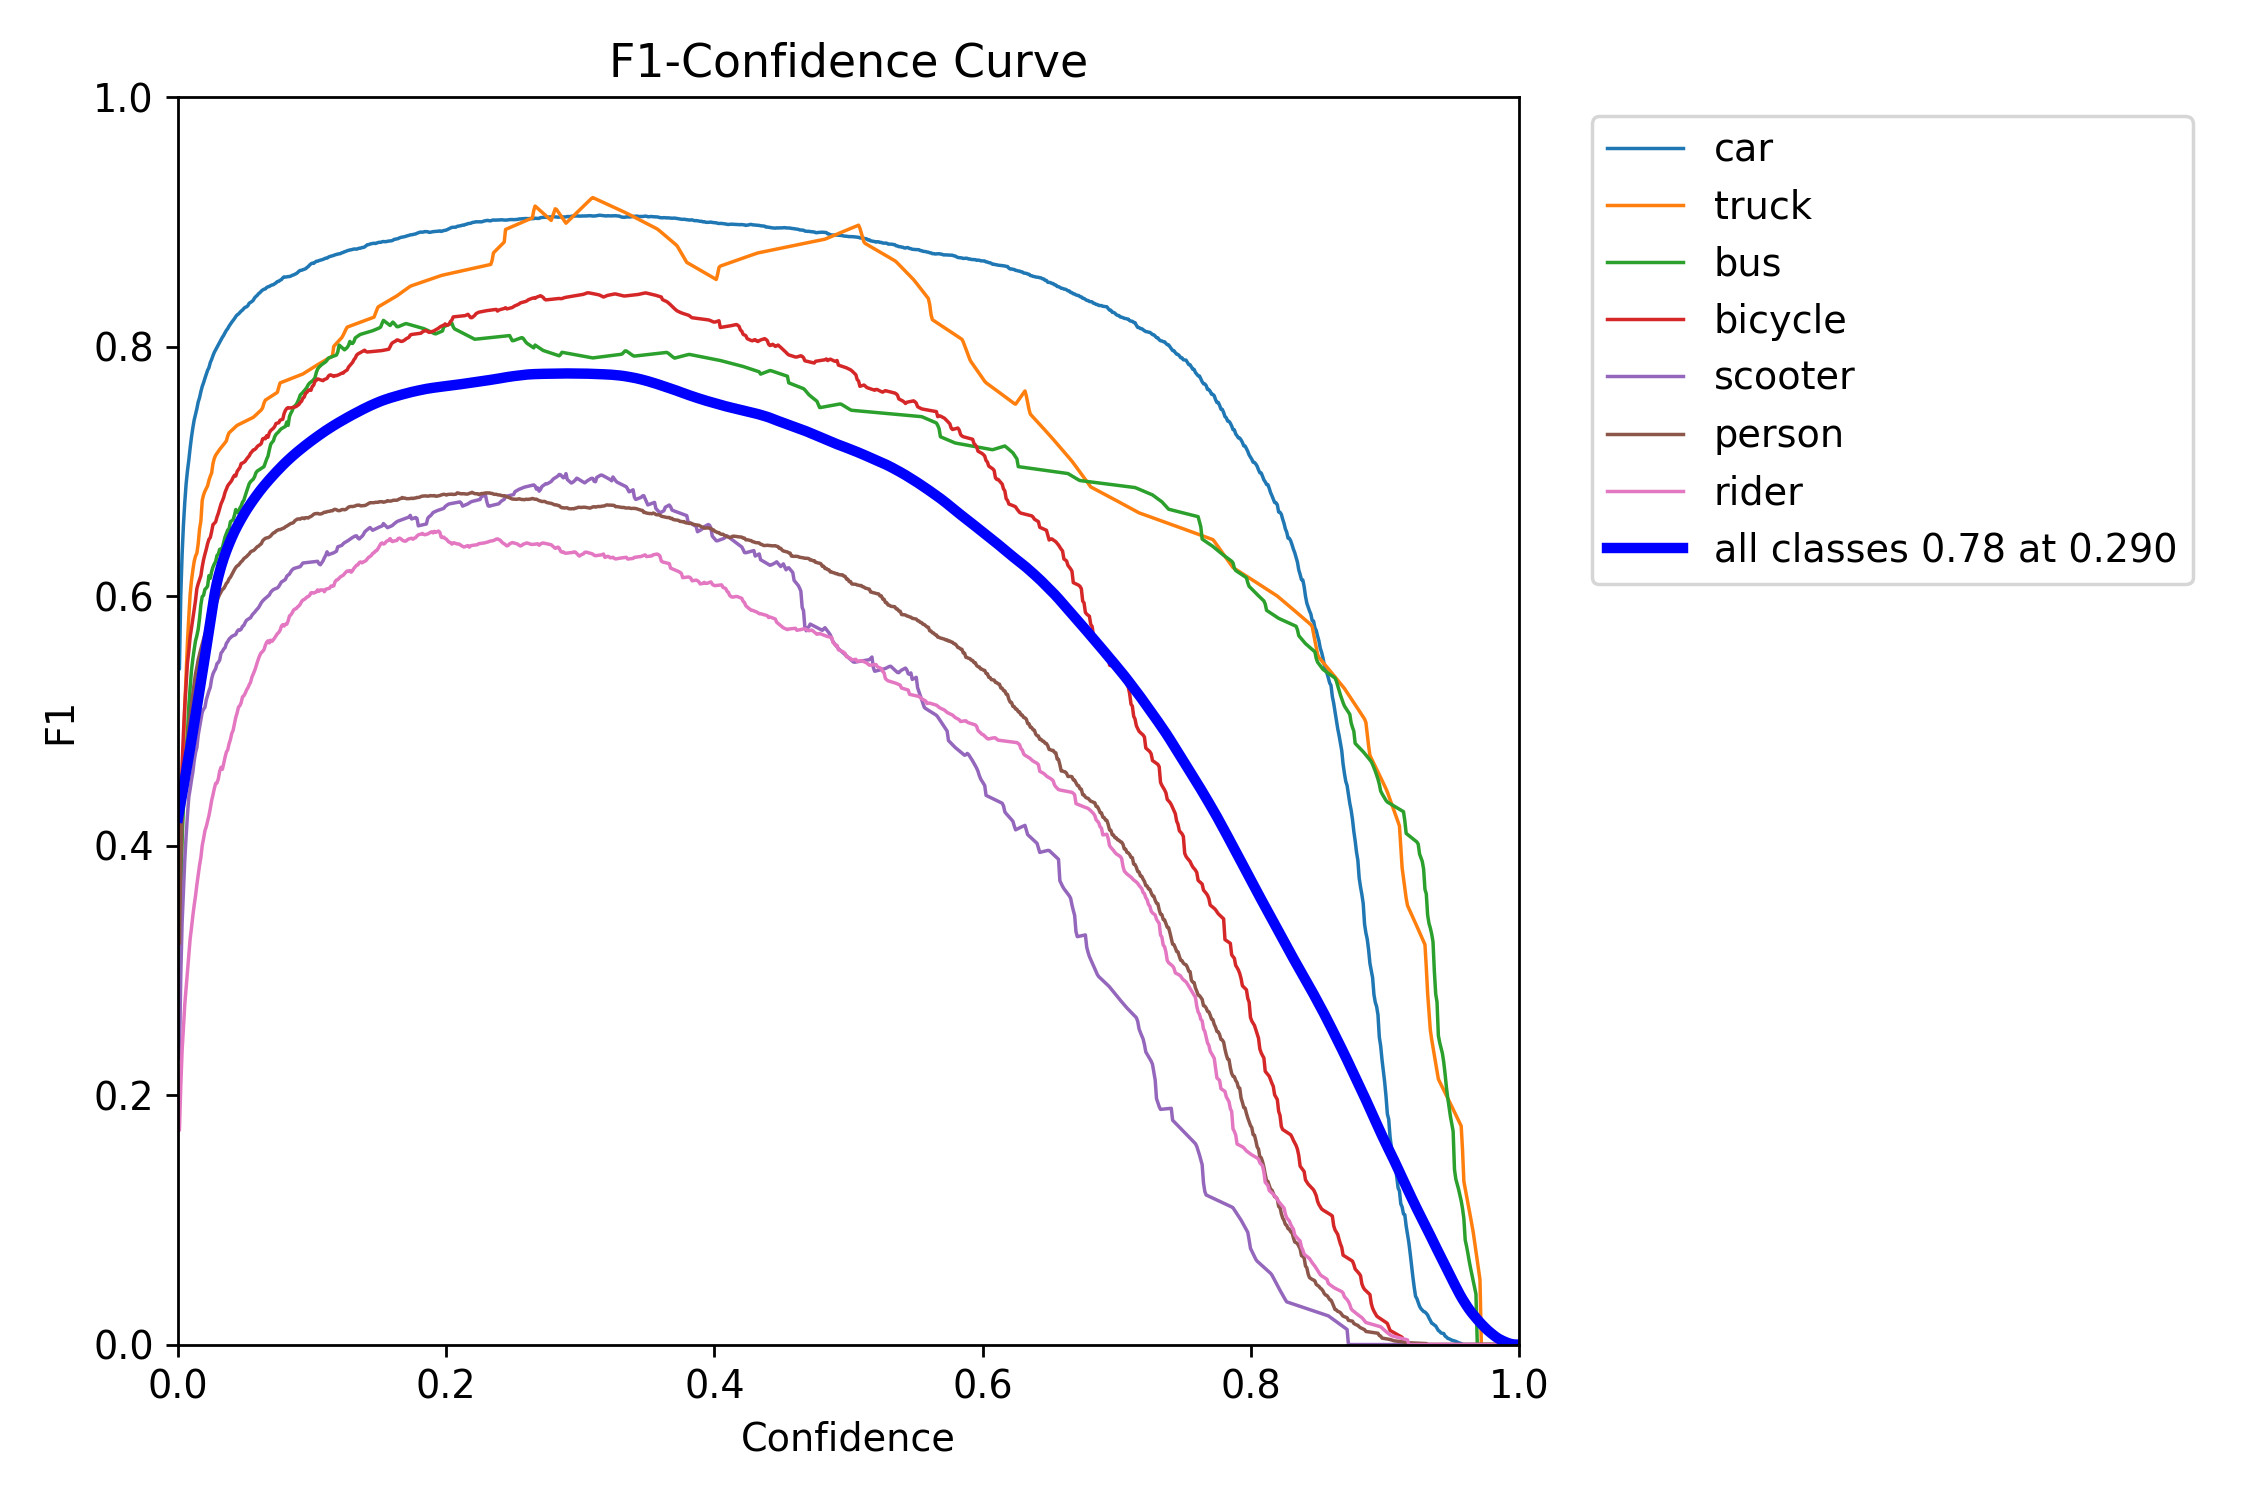 F1-Confidence Curve
1.0
0.8
0.6
0.4
0.2
0.0
F1
0.0 0.2 0.4 0.6 0.8 1.0
Confidence
car
truck
bus
bicycle
scooter
person
rider
all classes 0.78 at 0.290